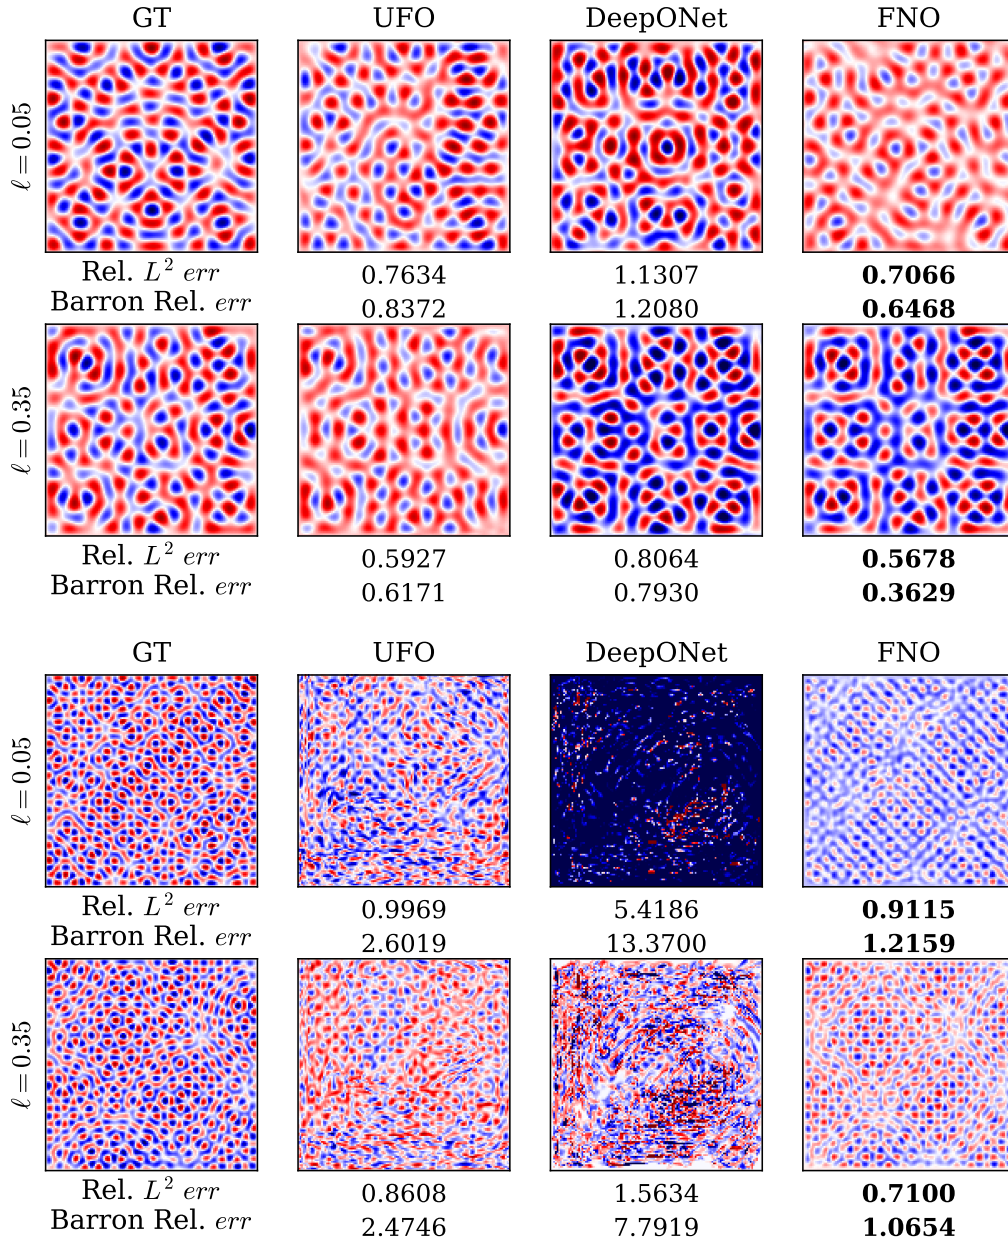 GT UFO DeepONet FNO
ℓ = 0.05
Rel. L² err 0.7634 1.1307 0.7066
Barron Rel. err 0.8372 1.2080 0.6468
ℓ = 0.35
Rel. L² err 0.5927 0.8064 0.5678
Barron Rel. err 0.6171 0.7930 0.3629
GT UFO DeepONet FNO
ℓ = 0.05
Rel. L² err 0.9969 5.4186 0.9115
Barron Rel. err 2.6019 13.3700 1.2159
ℓ = 0.35
Rel. L² err 0.8608 1.5634 0.7100
Barron Rel. err 2.4746 7.7919 1.0654